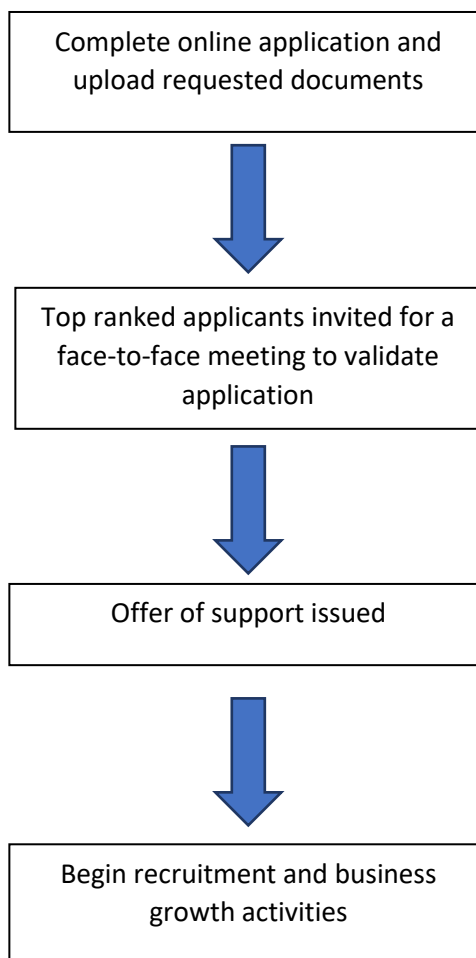 Complete online application and
upload requested documents
Top ranked applicants invited for a
face-to-face meeting to validate
application
Offer of support issued
Begin recruitment and business
growth activities